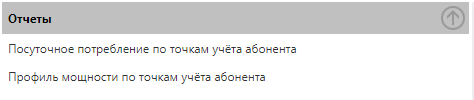 Отчеты
Посуточное потребление по точкам учёта абонента
Профиль мощности по точкам учёта абонента